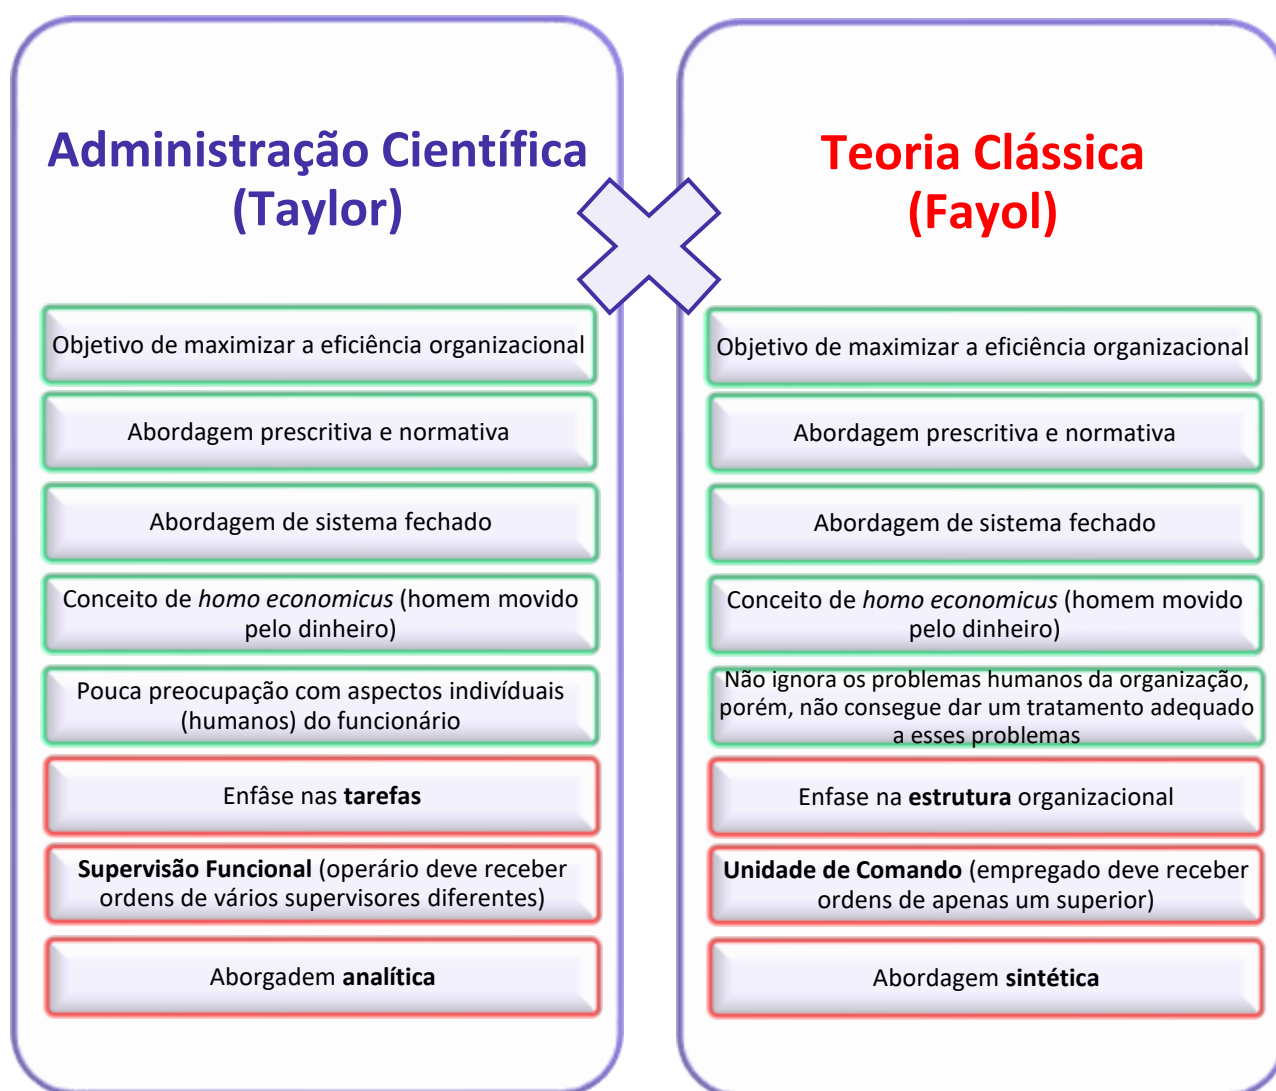 Administração Científica
(Taylor)
Objetivo de maximizar a eficiência organizacional
Abordagem prescritiva e normativa
Abordagem de sistema fechado
Conceito de homo economicus (homem movido
pelo dinheiro)
Pouca preocupação com aspectos indivíduais
(humanos) do funcionário
Enfâse nas tarefas
Supervisão Funcional (operário deve receber
ordens de vários supervisores diferentes)
Aborgadem analítica
Teoria Clássica
(Fayol)
Objetivo de maximizar a eficiência organizacional
Abordagem prescritiva e normativa
Abordagem de sistema fechado
Conceito de homo economicus (homem movido
pelo dinheiro)
Não ignora os problemas humanos da organização,
porém, não consegue dar um tratamento adequado
a esses problemas
Enfase na estrutura organizacional
Unidade de Comando (empregado deve receber
ordens de apenas um superior)
Abordagem sintética